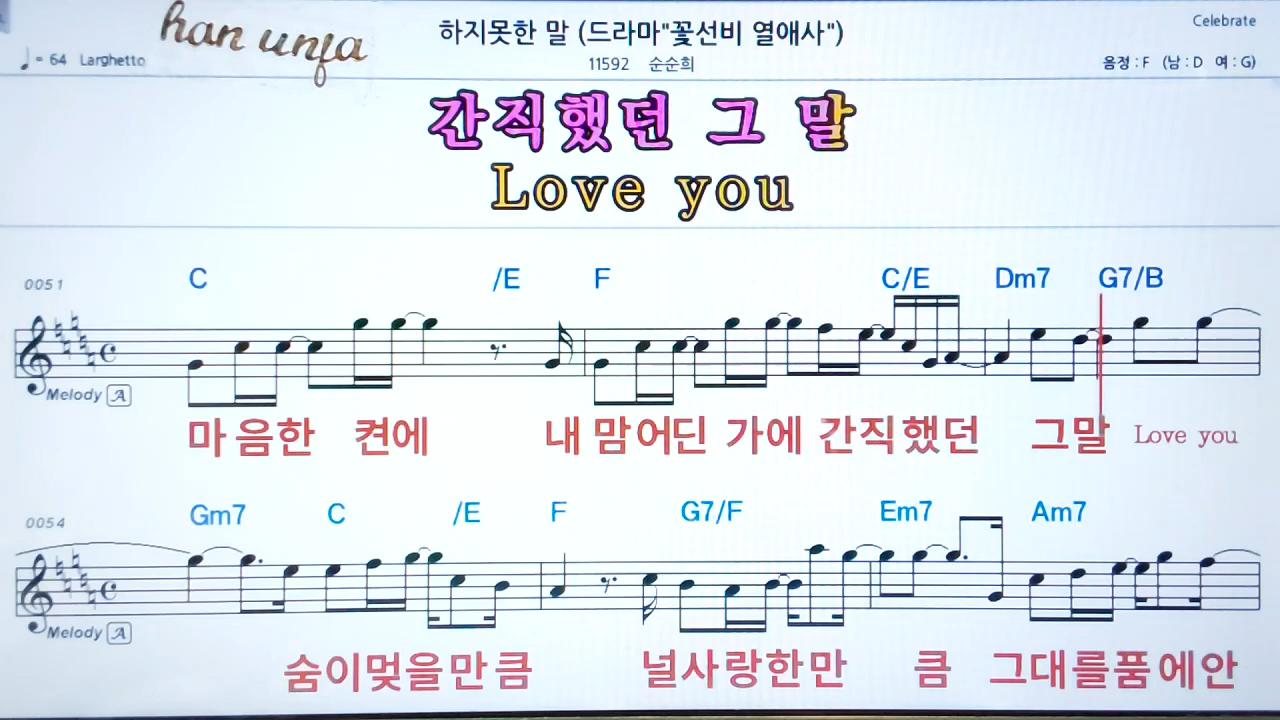 han unja
하지못한 말 (드라마"꽃선비 열애사")
Celebrate
♩= 64 Larghetto
11592 순순희
음정 : F (남 : D 여 : G)
간직했던 그 말
Love you
0051
C /E F C/E Dm7 G7/B
Melody A
마음한 켠에 내 맘어딘 가에 간직했던 그말 Love you
0054
Gm7 C /E F G7/F Em7 Am7
Melody A
숨이멎을만큼 널사랑한만 큼 그대를품에안